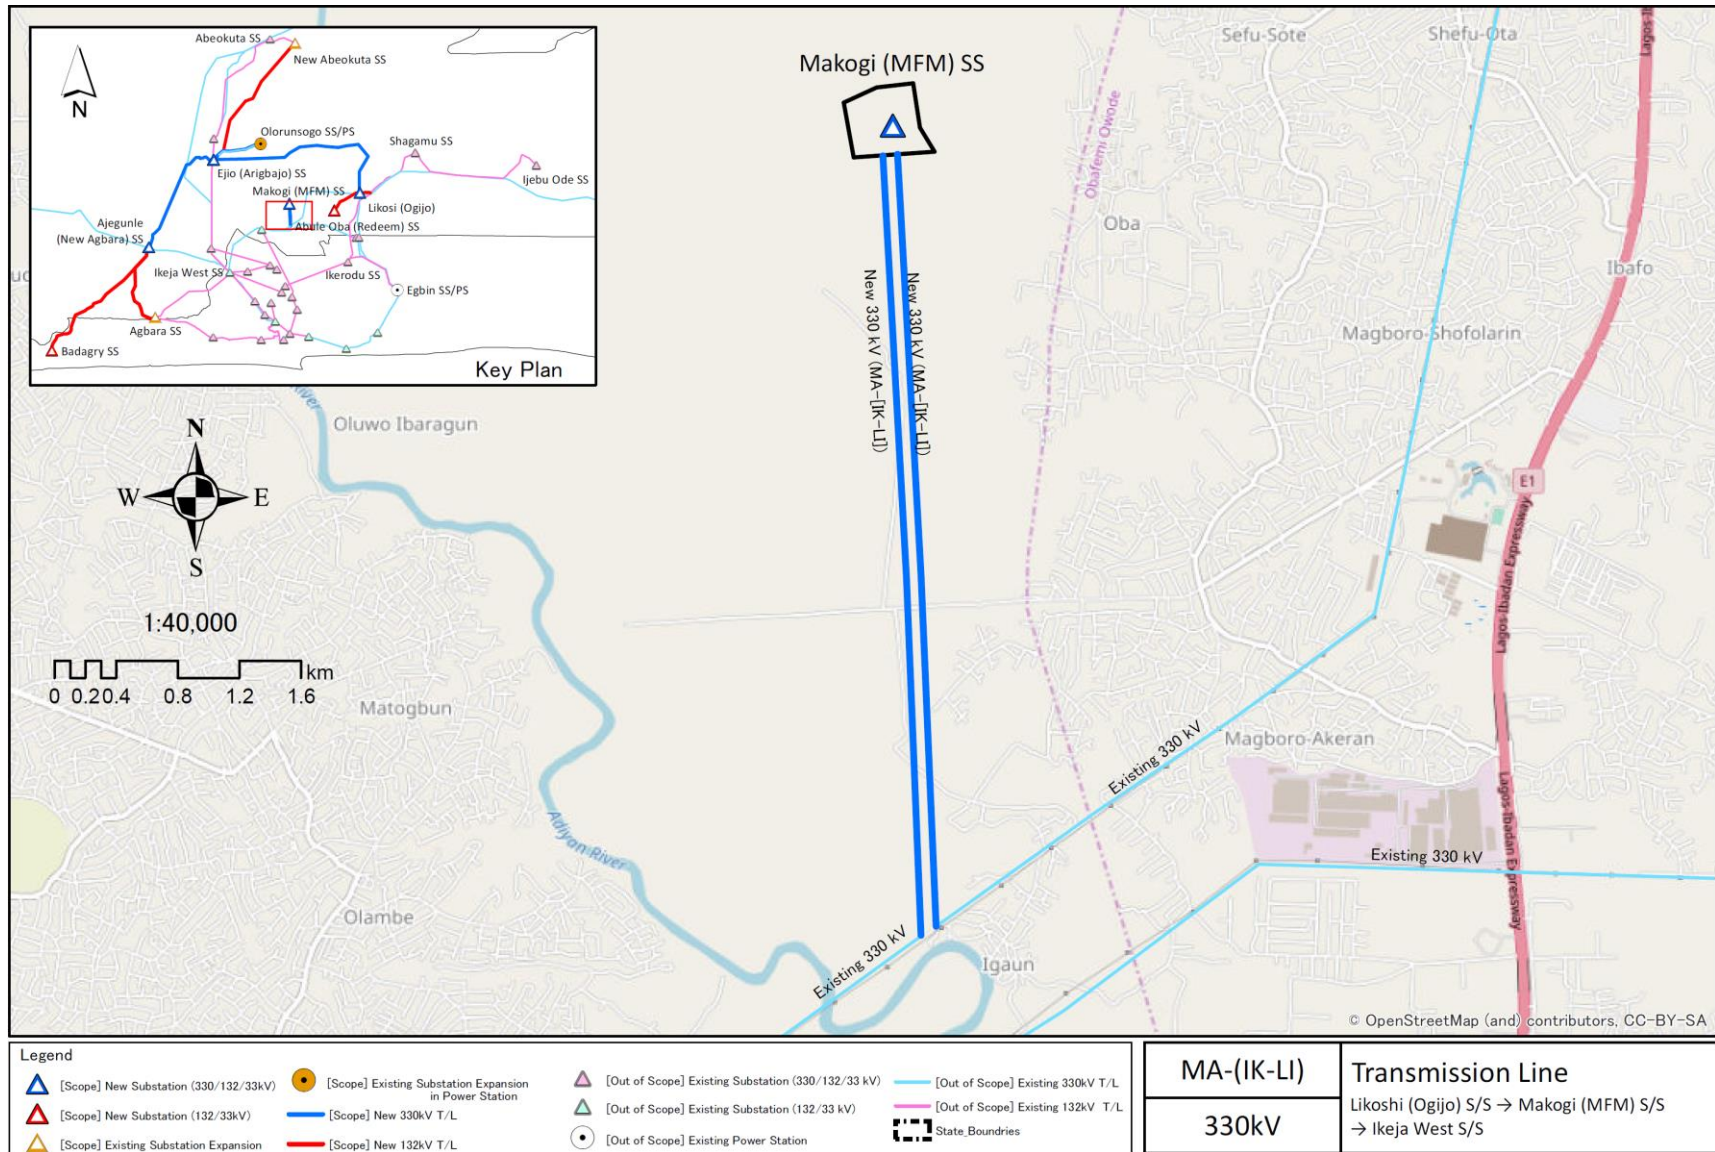 Abeokuta SS
New Abeokuta SS
N
Olorunsogo SS/PS
Shagamu SS
Ejio (Arigbajo) SS
Ijebu Ode SS
Makogi (MFM) SS
Likosi (Ogijo)
Ajegunle
(New Agbara) SS
Abule Oba (Redeem) SS
Ikeja West SS
Ikerodu SS
Egbin SS/PS
Agbara SS
Badagry SS
Key Plan
Makogi (MFM) SS
New 330 kV (MA-[IK-LI])
New 330 kV (MA-[IK-LI])
Sefu-Sote
Shefu-Ota
Obafemi Owode
Oba
Ibafo
Magboro-Shofolarin
E1
Lagos Ibadan Expressway
River
Oluwo Ibaragun
N
W
E
S
1:40,000
km
0 0.20.4 0.8 1.2 1.6
Matogbun
Magboro-Akeran
Existing 330 kV
Existing 330 kV
Lagos-Ibadan Expressway
Adiyan River
Olambe
Existing 330 kV
Igaun
© OpenStreetMap (and) contributors, CC-BY-SA
Legend
[Scope] New Substation (330/132/33kV)
[Scope] New Substation (132/33kV)
[Scope] Existing Substation Expansion
[Scope] Existing Substation Expansion
in Power Station
[Scope] New 330kV T/L
[Scope] New 132kV T/L
[Out of Scope] Existing Substation (330/132/33 kV)
[Out of Scope] Existing Substation (132/33 kV)
[Out of Scope] Existing Power Station
[Out of Scope] Existing 330kV T/L
[Out of Scope] Existing 132kV T/L
State_Boundries
MA-(IK-LI)
330kV
Transmission Line
Likoshi (Ogijo) S/S → Makogi (MFM) S/S
→ Ikeja West S/S